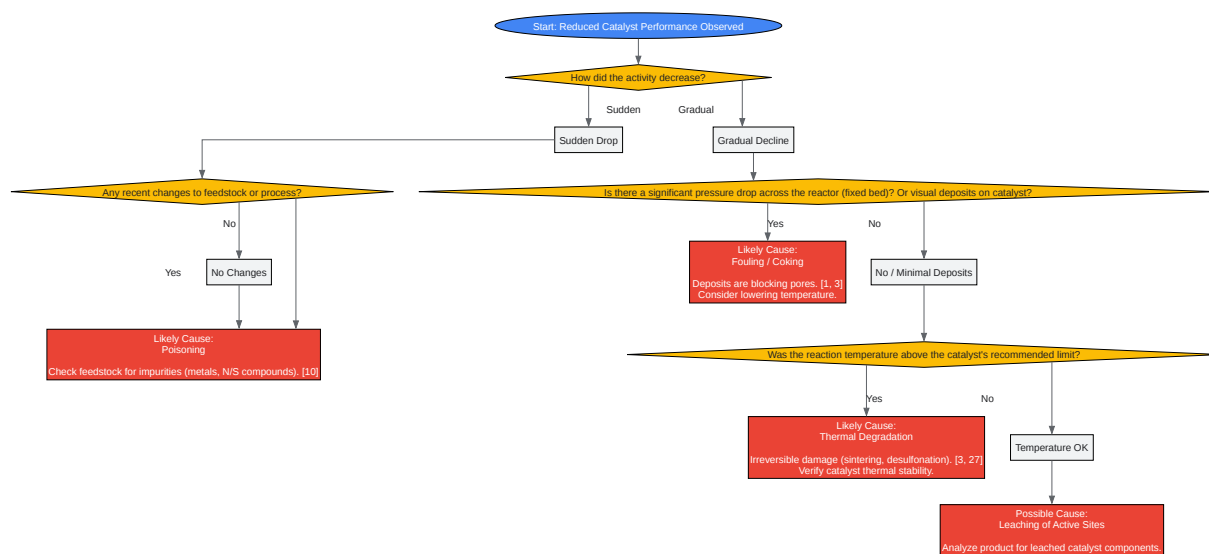 Start: Reduced Catalyst Performance Observed
How did the activity decrease?
Sudden
Gradual
Sudden Drop
Gradual Decline
Any recent changes to feedstock or process?
Is there a significant pressure drop across the reactor (fixed bed)? Or visual deposits on catalyst?
No
Yes
No
Likely Cause:
Fouling / Coking
Deposits are blocking pores. [1, 3]
Consider lowering temperature.
Yes
No Changes
No / Minimal Deposits
Likely Cause:
Poisoning
Check feedstock for impurities (metals, N/S compounds). [10]
Was the reaction temperature above the catalyst's recommended limit?
Yes
No
Likely Cause:
Thermal Degradation
Irreversible damage (sintering, desulfonation). [3, 27]
Verify catalyst thermal stability.
Temperature OK
Possible Cause:
Leaching of Active Sites
Analyze product for leached catalyst components.